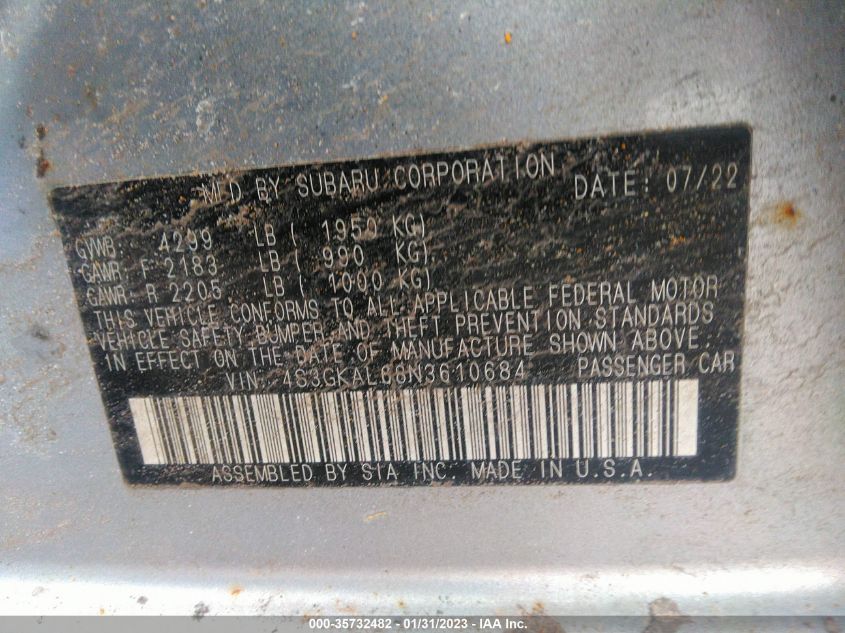 MFD BY SUBARU CORPORATION DATE: 07/22
GVWR 4299 LB ( 1950 KG)
GAWR: F 2183 LB ( 990 KG)
GAWR: R 2205 LB ( 1000 KG)
THIS VEHICLE CONFORMS TO ALL APPLICABLE FEDERAL MOTOR
VEHICLE SAFETY BUMPER AND THEFT PREVENTION STANDARDS
IN EFFECT ON THE DATE OF MANUFACTURE SHOWN ABOVE.
VIN: 4S3GKAL68N3610684 PASSENGER CAR
ASSEMBLED BY SIA INC. MADE IN U.S.A.
000-35732482 - 01/31/2023 - IAA Inc.